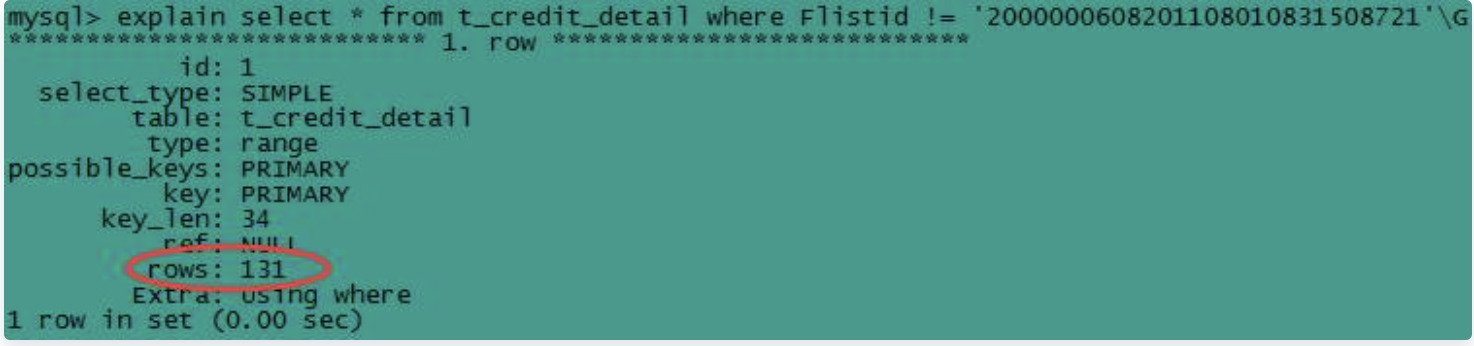 mysql> explain select * from t_credit_detail where Flistid != '2000000608201108010831508721'\G
*************************** 1. row ***************************
id: 1
select_type: SIMPLE
table: t_credit_detail
type: range
possible_keys: PRIMARY
key: PRIMARY
key_len: 34
ref: NULL
rows: 131
Extra: Using where
1 row in set (0.00 sec)